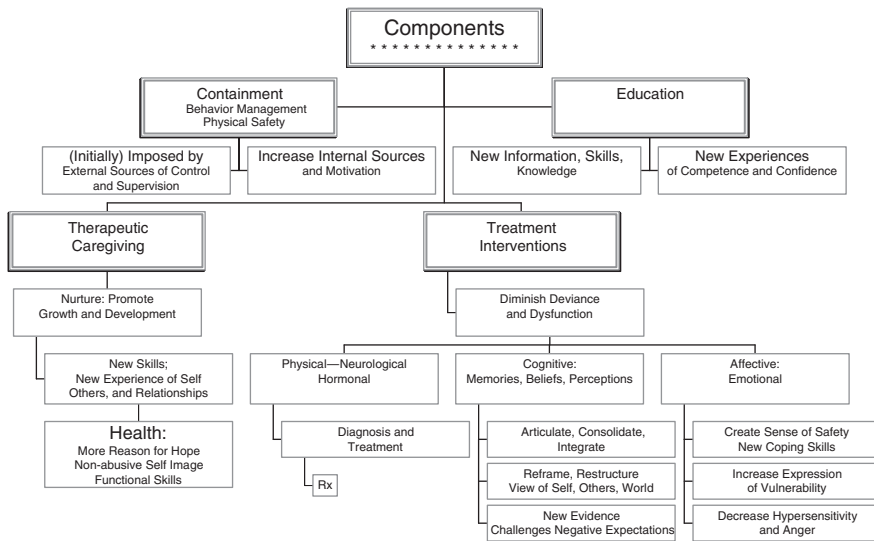 Components
* * * * * * * * * * * * * *
Containment
Behavior Management
Physical Safety
Education
(Initially) Imposed by
External Sources of Control
and Supervision
Increase Internal Sources
and Motivation
New Information, Skills,
Knowledge
New Experiences
of Competence and Confidence
Therapeutic
Caregiving
Treatment
Interventions
Nurture: Promote
Growth and Development
Diminish Deviance
and Dysfunction
New Skills;
New Experience of Self
Others, and Relationships
Physical—Neurological
Hormonal
Cognitive:
Memories, Beliefs, Perceptions
Affective:
Emotional
Health:
More Reason for Hope
Non-abusive Self Image
Functional Skills
Diagnosis and
Treatment
Rx
Articulate, Consolidate,
Integrate
Reframe, Restructure
View of Self, Others, World
New Evidence
Challenges Negative Expectations
Create Sense of Safety
New Coping Skills
Increase Expression
of Vulnerability
Decrease Hypersensitivity
and Anger